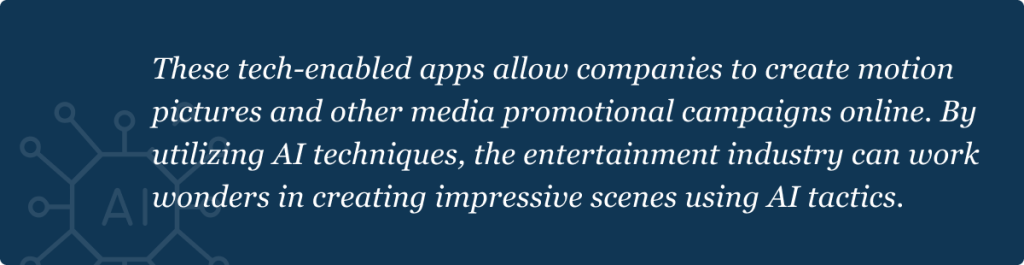 These tech-enabled apps allow companies to create motion
pictures and other media promotional campaigns online. By
utilizing AI techniques, the entertainment industry can work
wonders in creating impressive scenes using AI tactics.
AI